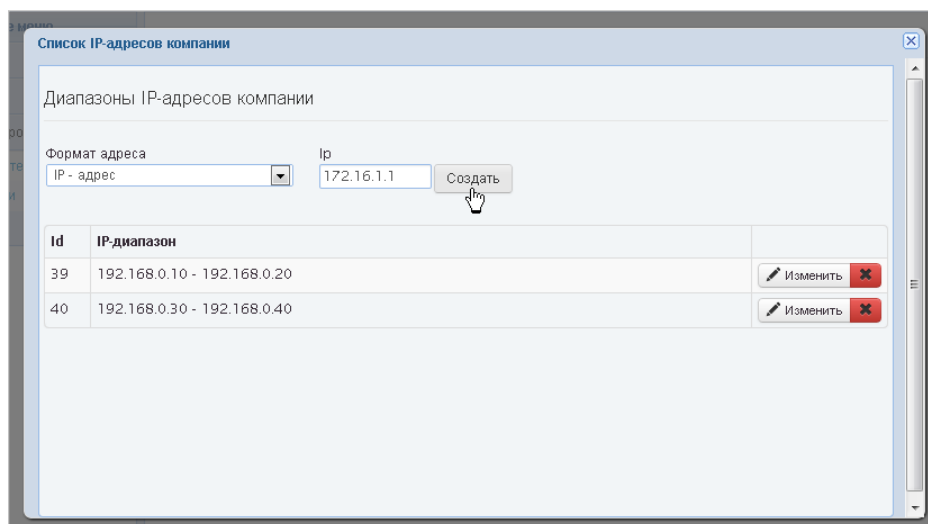 Список IP-адресов компании
Диапазоны IP-адресов компании
Формат адреса Ip
IP - адрес 172.16.1.1 Создать
Id IP-диапазон
39 192.168.0.10 - 192.168.0.20 Изменить
40 192.168.0.30 - 192.168.0.40 Изменить